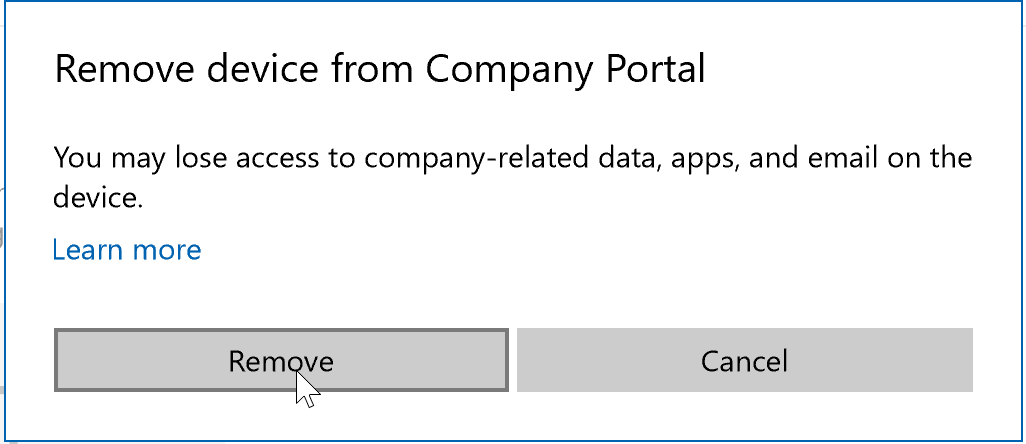 Remove device from Company Portal
You may lose access to company-related data, apps, and email on the
device.
Learn more
Remove
Cancel